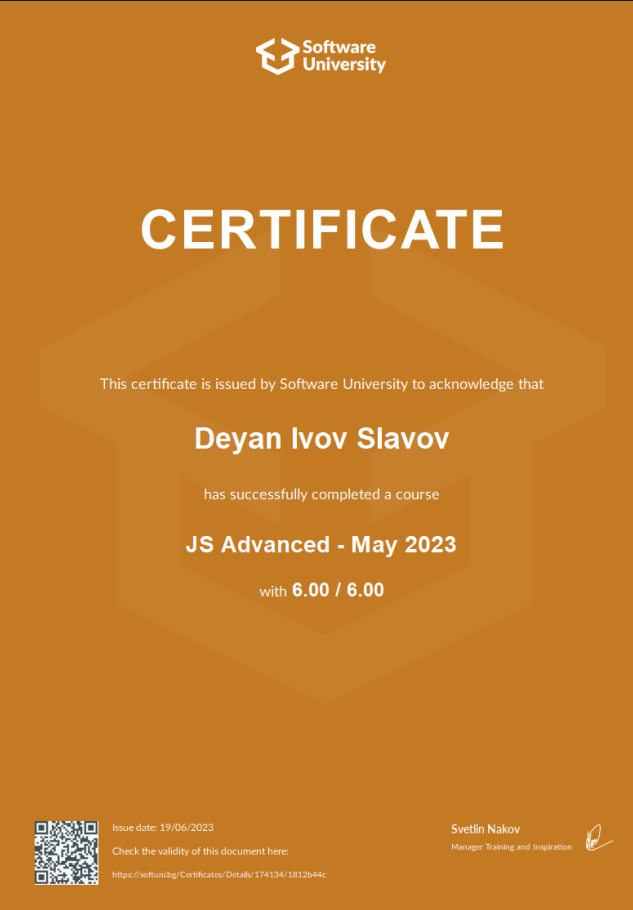 Software
University
CERTIFICATE
This certificate is issued by Software University to acknowledge that
Deyan Ivov Slavov
has successfully completed a course
JS Advanced - May 2023
with 6.00 / 6.00
Issue date: 19/06/2023
Check the validity of this document here:
https://softuni.bg/Certificates/Details/174134/1812b44c
Svetlin Nakov
Manager Training and Inspiration